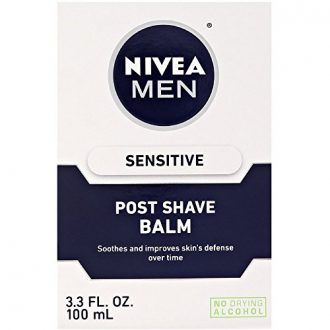 NIVEA
MEN
®
SENSITIVE
POST SHAVE
BALM
Soothes and improves skin's defense
over time
3.3 FL. OZ.
100 mL
NO DRYING
ALCOHOL